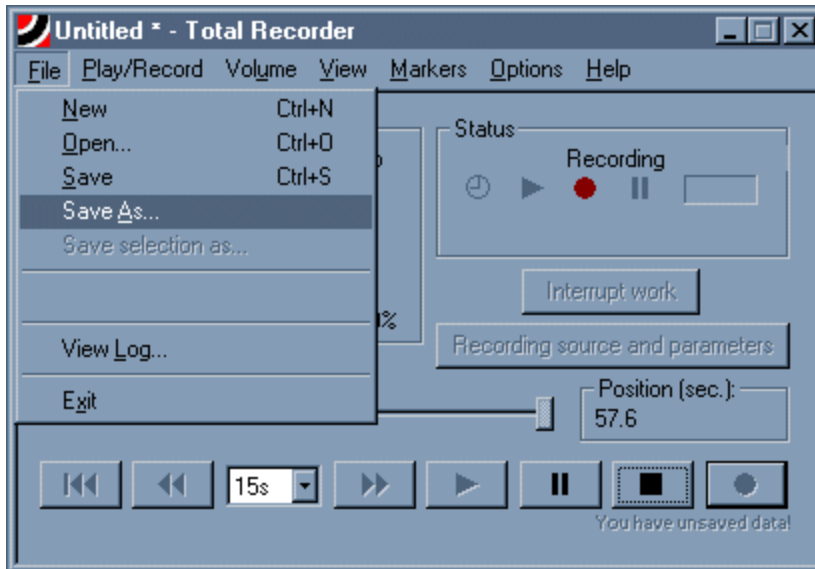 Untitled * - Total Recorder
File Play/Record Volume View Markers Options Help
New Ctrl+N
Open... Ctrl+O
Save Ctrl+S
Save As...
Save selection as...
View Log...
Exit
Status
Recording
Interrupt work
%
Recording source and parameters
Position (sec.):
57.6
15s
You have unsaved data!